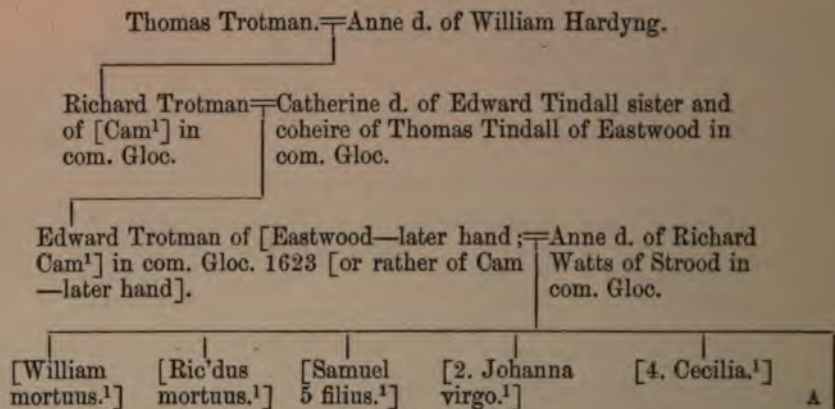 Thomas Trotman.=Anne d. of William Hardyng.
Richard Trotman=Catherine d. of Edward Tindall sister and
of [Cam¹] in coheire of Thomas Tindall of Eastwood in
com. Gloc. com. Gloc.
Edward Trotman of [Eastwood—later hand;=Anne d. of Richard
Cam¹] in com. Gloc. 1623 [or rather of Cam Watts of Strood in
—later hand]. com. Gloc.
[William [Ric'dus [Samuel [2. Johanna [4. Cecilia.¹]
mortuus.¹] mortuus.¹] 5 filius.¹] virgo.¹] A